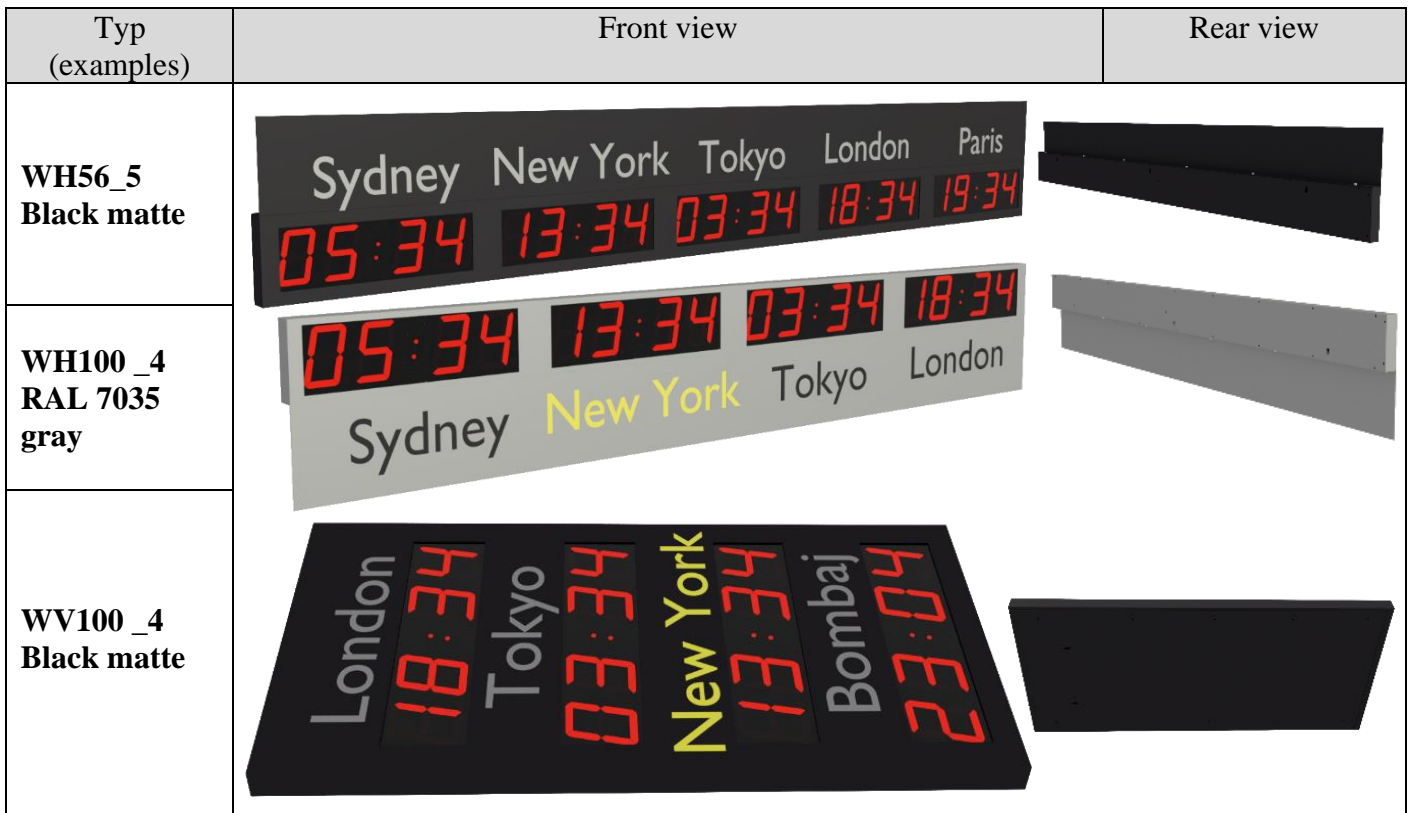 Typ
(examples)
Front view
Rear view
WH56_5
Black matte
Sydney New York Tokyo London Paris
05:34 13:34 03:34 18:34 19:34
WH100 _4
RAL 7035
gray
05:34 13:34 03:34 18:34
Sydney New York Tokyo London
WV100 _4
Black matte
London
18:34
Tokyo
03:34
New York
13:34
Bombaj
23:04